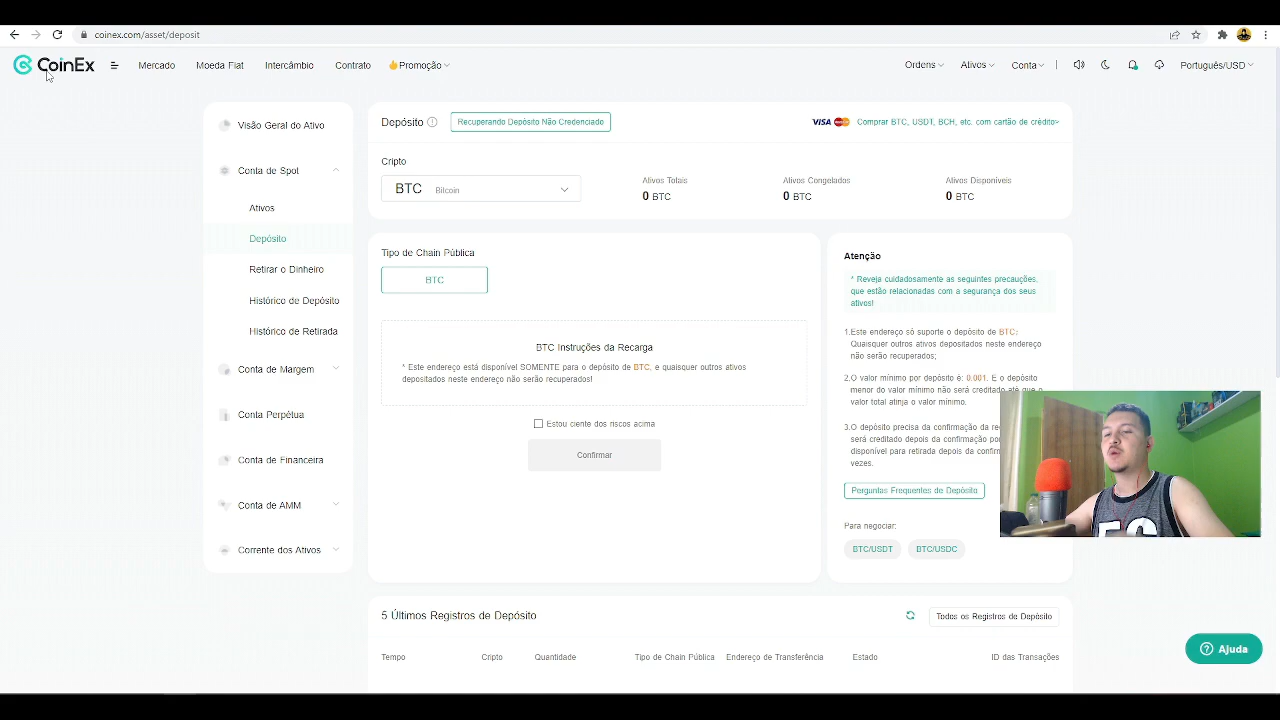 coinex.com/asset/deposit
CoinEx
Mercado
Moeda Fiat
Intercâmbio
Contrato
Promoção
Ordens
Ativos
Conta
Português/USD
Visão Geral do Ativo
Conta de Spot
Ativos
Depósito
Retirar o Dinheiro
Histórico de Depósito
Histórico de Retirada
Conta de Margem
Conta Perpétua
Conta de Financeira
Conta de AMM
Corrente dos Ativos
Depósito
Recuperando Depósito Não Credenciado
VISA
Comprar BTC, USDT, BCH, etc. com cartão de crédito
Cripto
BTC Bitcoin
Ativos Totais
0 BTC
Ativos Congelados
0 BTC
Ativos Disponíveis
0 BTC
Tipo de Chain Pública
BTC
BTC Instruções da Recarga
* Este endereço está disponível SOMENTE para o depósito de BTC, e quaisquer outros ativos
depositados neste endereço não serão recuperados!
Estou ciente dos riscos acima
Confirmar
Atenção
* Reveja cuidadosamente as seguintes precauções,
que estão relacionadas com a segurança dos seus
ativos!
1.Este endereço só suporte o depósito de BTC;
Quaisquer outros ativos depositados neste endereço
não serão recuperados;
2.O valor mínimo por depósito é: 0.001. E o depósito
menor do valor mínimo não será creditado até que o
valor total atinja o valor mínimo.
3.O depósito precisa da confirmação da
será creditado depois da confirmação
disponível para retirada depois da
vezes.
Perguntas Frequentes de Depósito
Para negociar:
BTC/USDT
BTC/USDC
5 Últimos Registros de Depósito
Todos os Registros de Depósito
Tempo
Cripto
Quantidade
Tipo de Chain Pública
Endereço de Transferência
Estado
ID das Transações
Ajuda